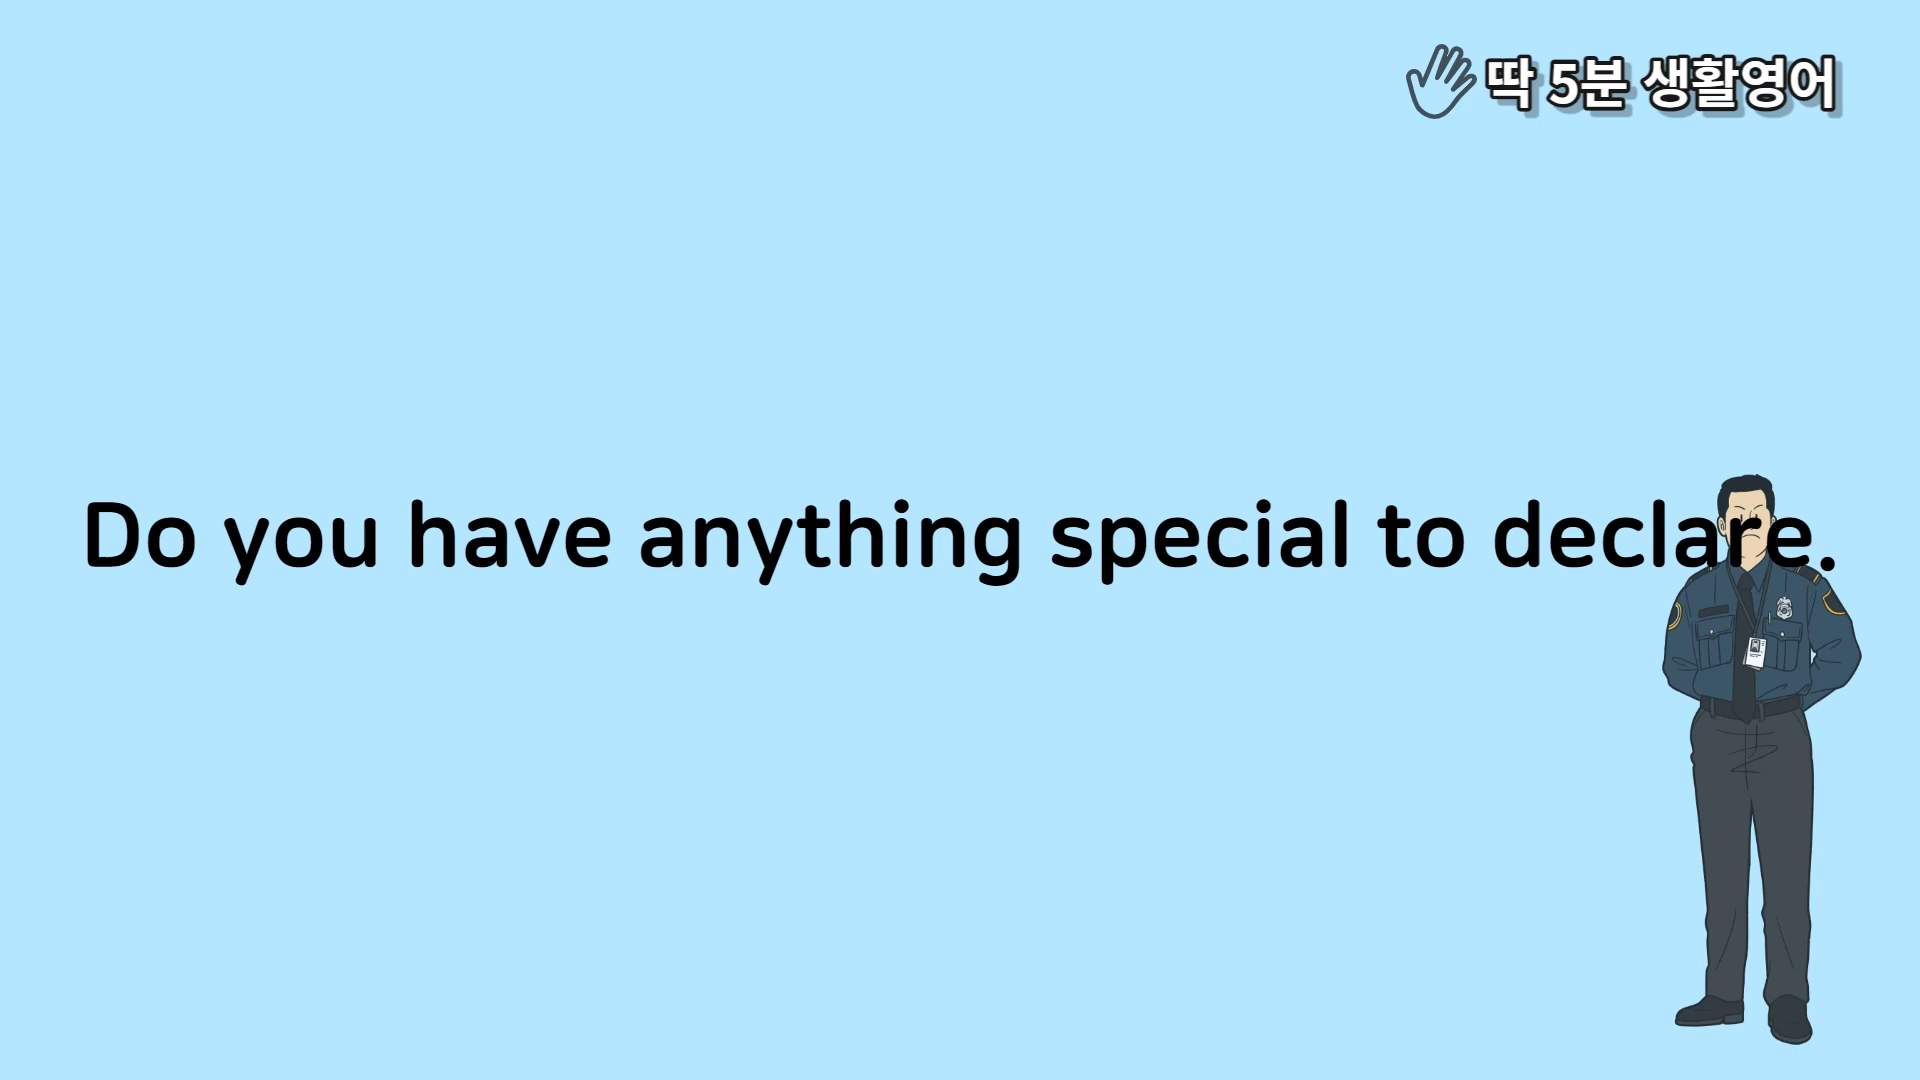 딱 5분 생활영어
Do you have anything special to declare.